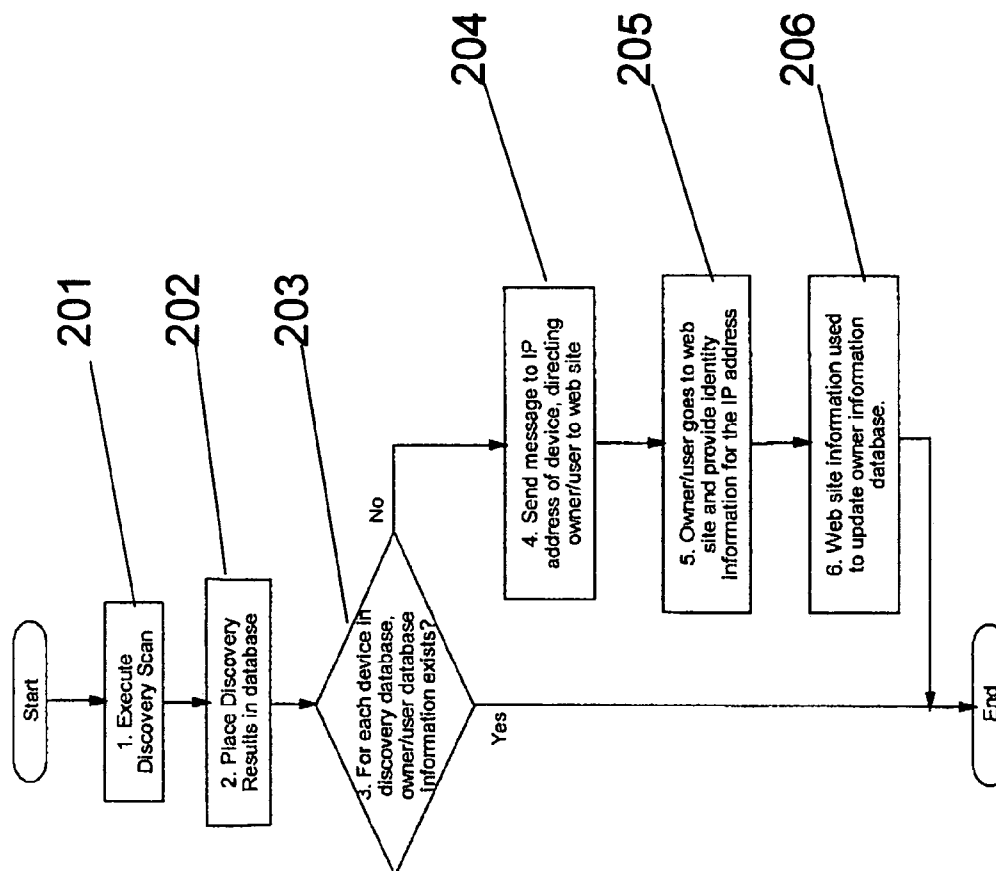 Start
1. Execute
Discovery Scan
201
2. Place Discovery
Results in database
202
3. For each device in
discovery database,
owner/user database
information exists?
203
No
Yes
4. Send message to IP
address of device, directing
owner/user to web site
204
5. Owner/user goes to web
site and provide identity
information for the IP address
205
6. Web site information used
to update owner information
database.
206
End